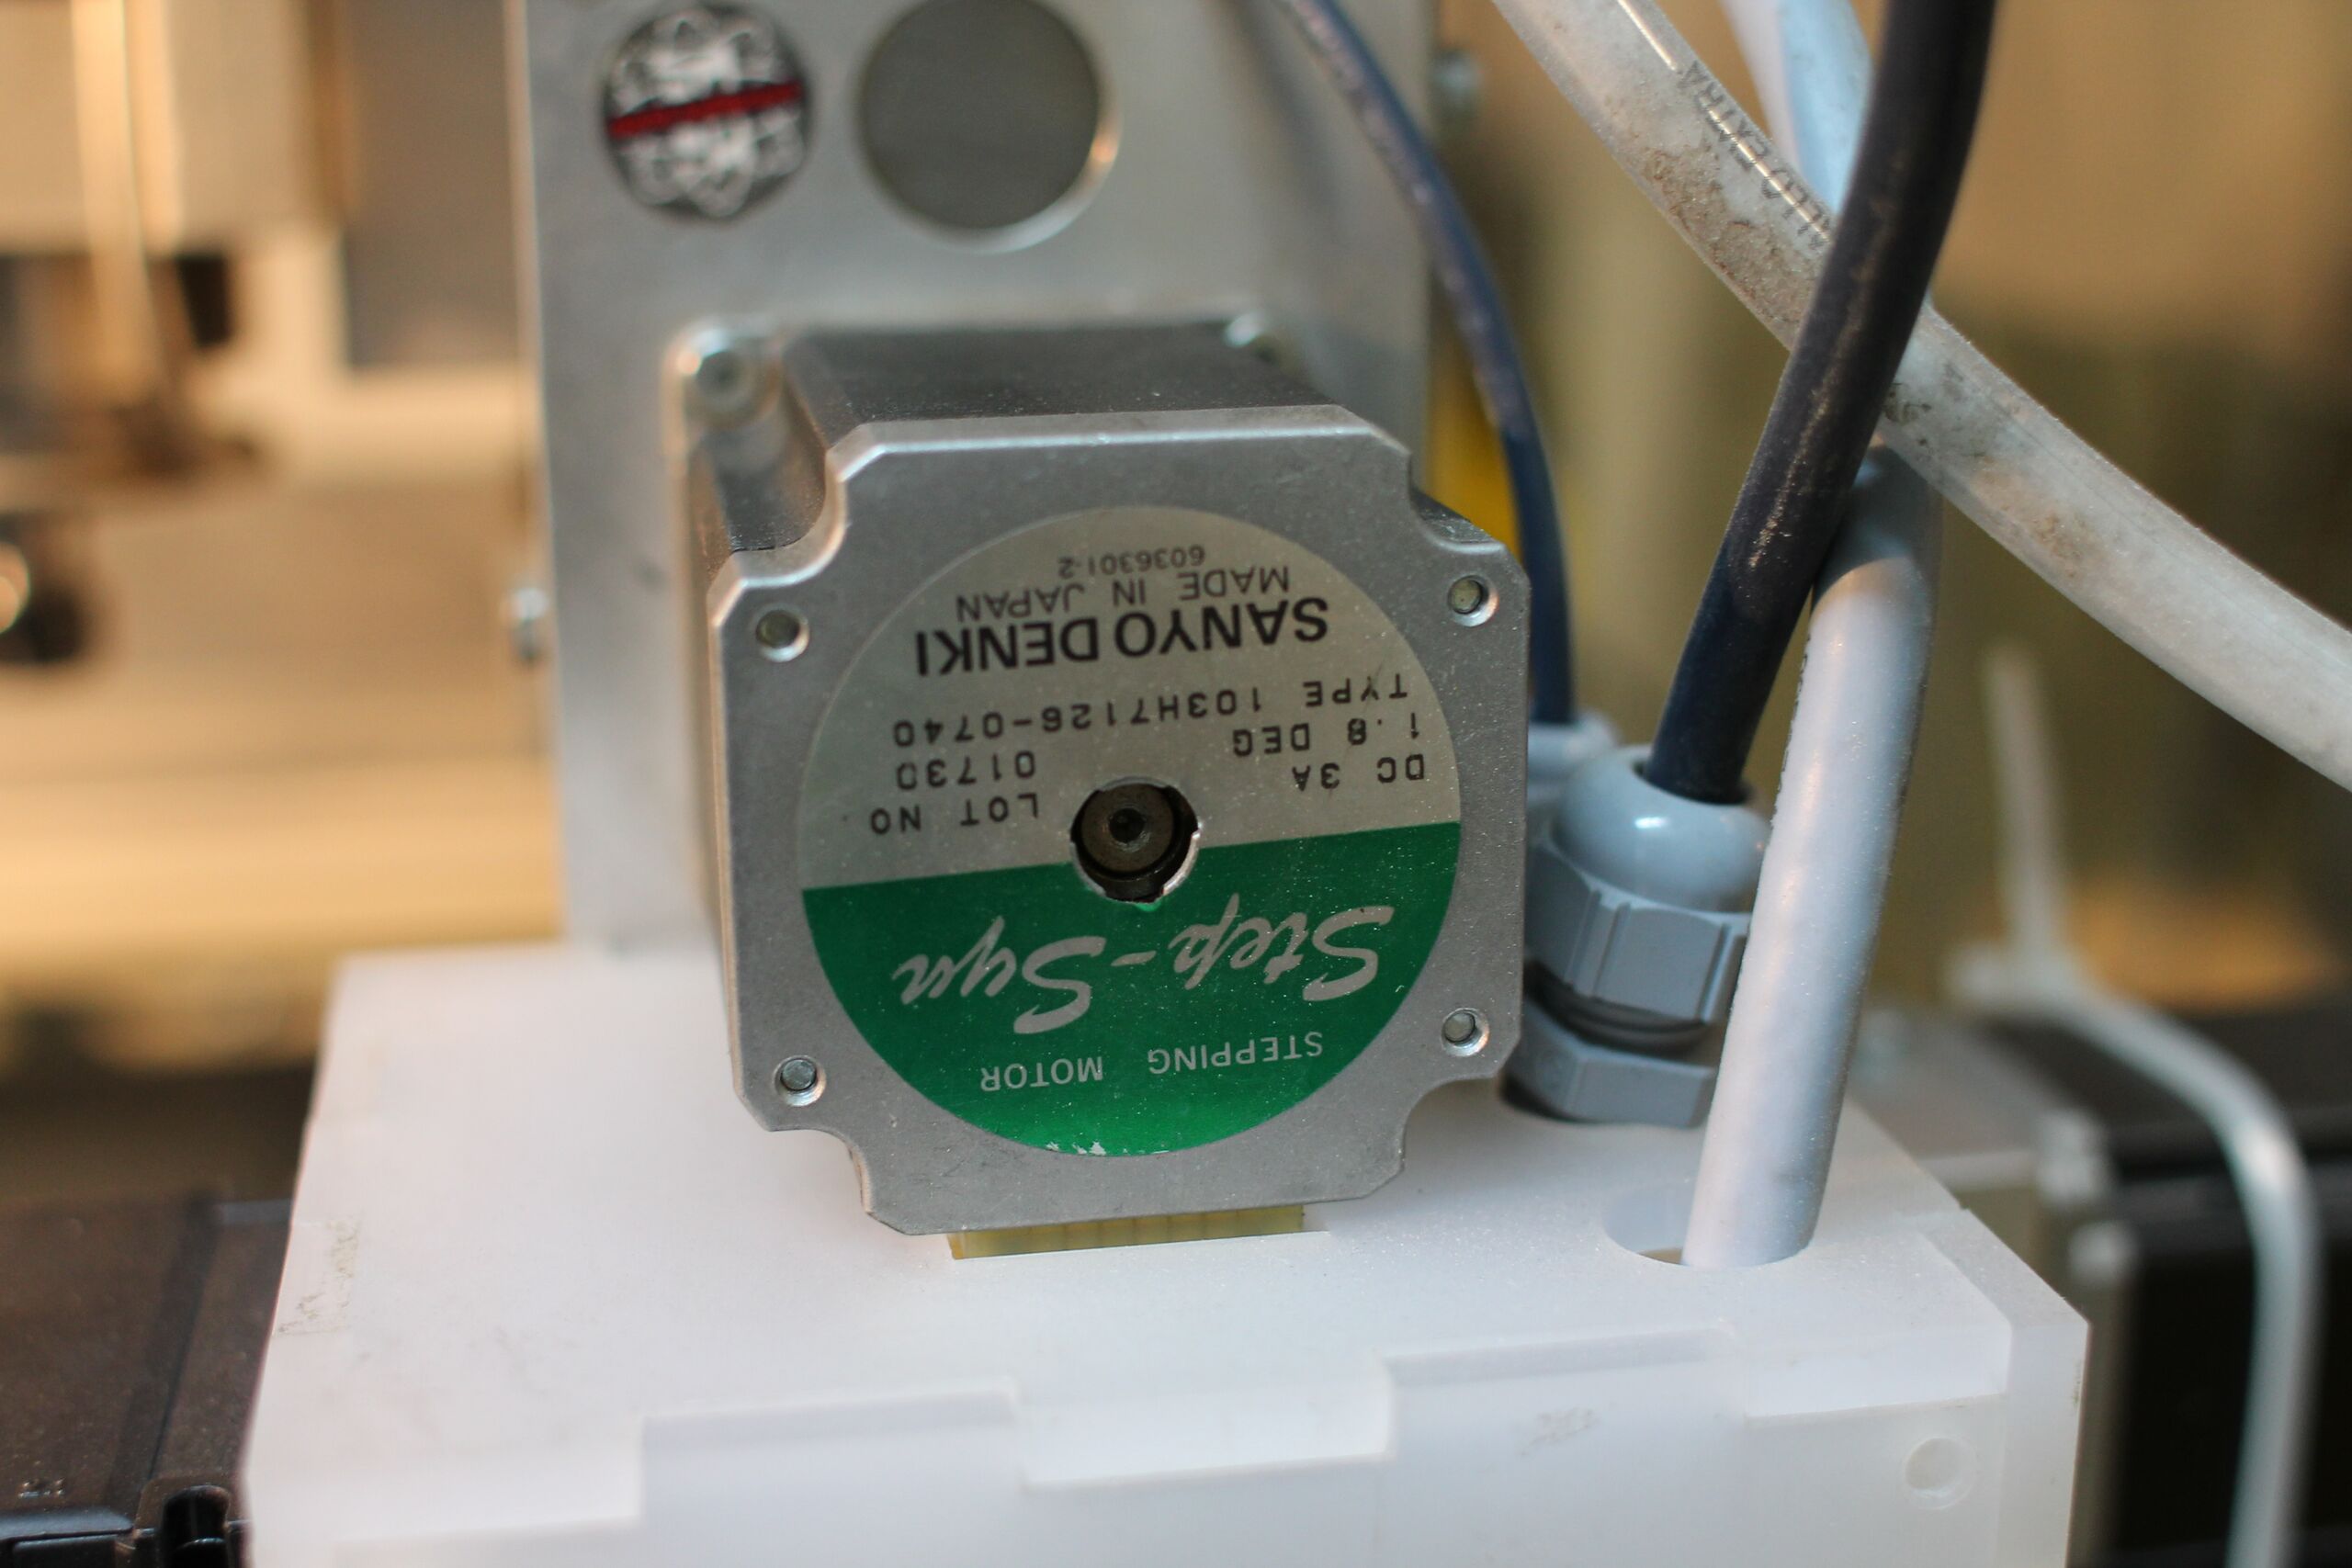 STEPPING MOTOR
Step-Syn
DC 3A LOT NO
1.8 DEG 01730
TYPE 103H7126-0740
SANYO DENKI
MADE IN JAPAN
6036301-2